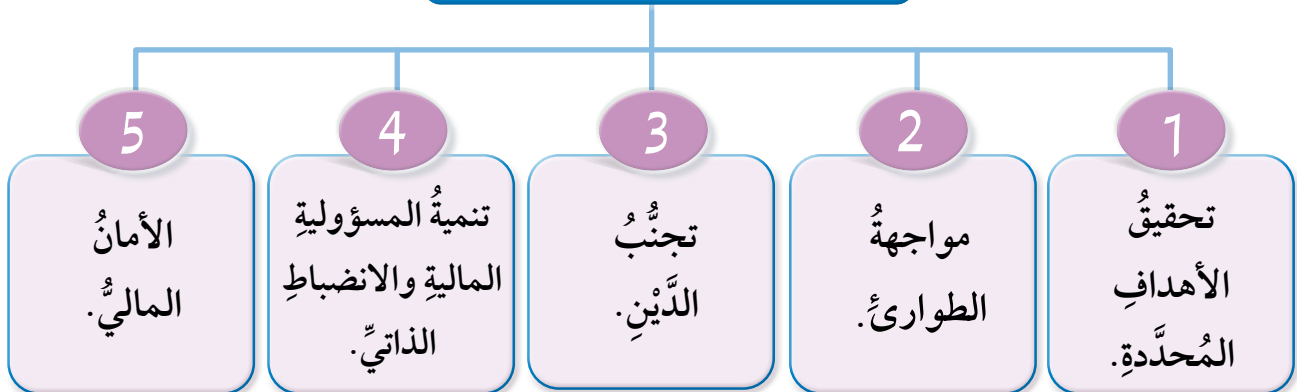 1
تحقيقُ
الأهدافِ
المُحدَّدةِ.
2
مواجهةُ
الطوارئَِ.
3
تجنُّبُ
الدَّيْنِ.
4
تنميةُ المسؤوليةِ
الماليةِ والانضباطِ
الذاتيِّ.
5
الأمانُ
الماليُّ.